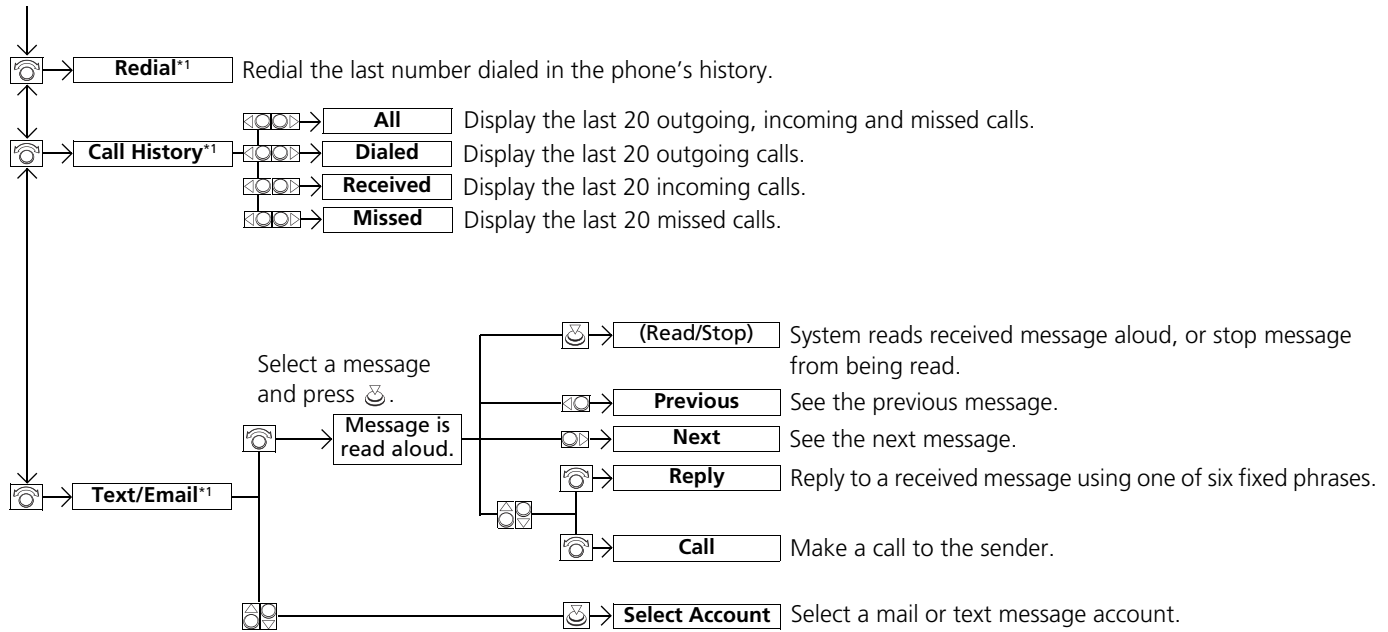 Redial*1 Redial the last number dialed in the phone's history.
Call History*1
All Display the last 20 outgoing, incoming and missed calls.
Dialed Display the last 20 outgoing calls.
Received Display the last 20 incoming calls.
Missed Display the last 20 missed calls.
Text/Email*1
Select a message
and press .
Message is
read aloud.
(Read/Stop) System reads received message aloud, or stop message
from being read.
Previous See the previous message.
Next See the next message.
Reply Reply to a received message using one of six fixed phrases.
Call Make a call to the sender.
Select Account Select a mail or text message account.